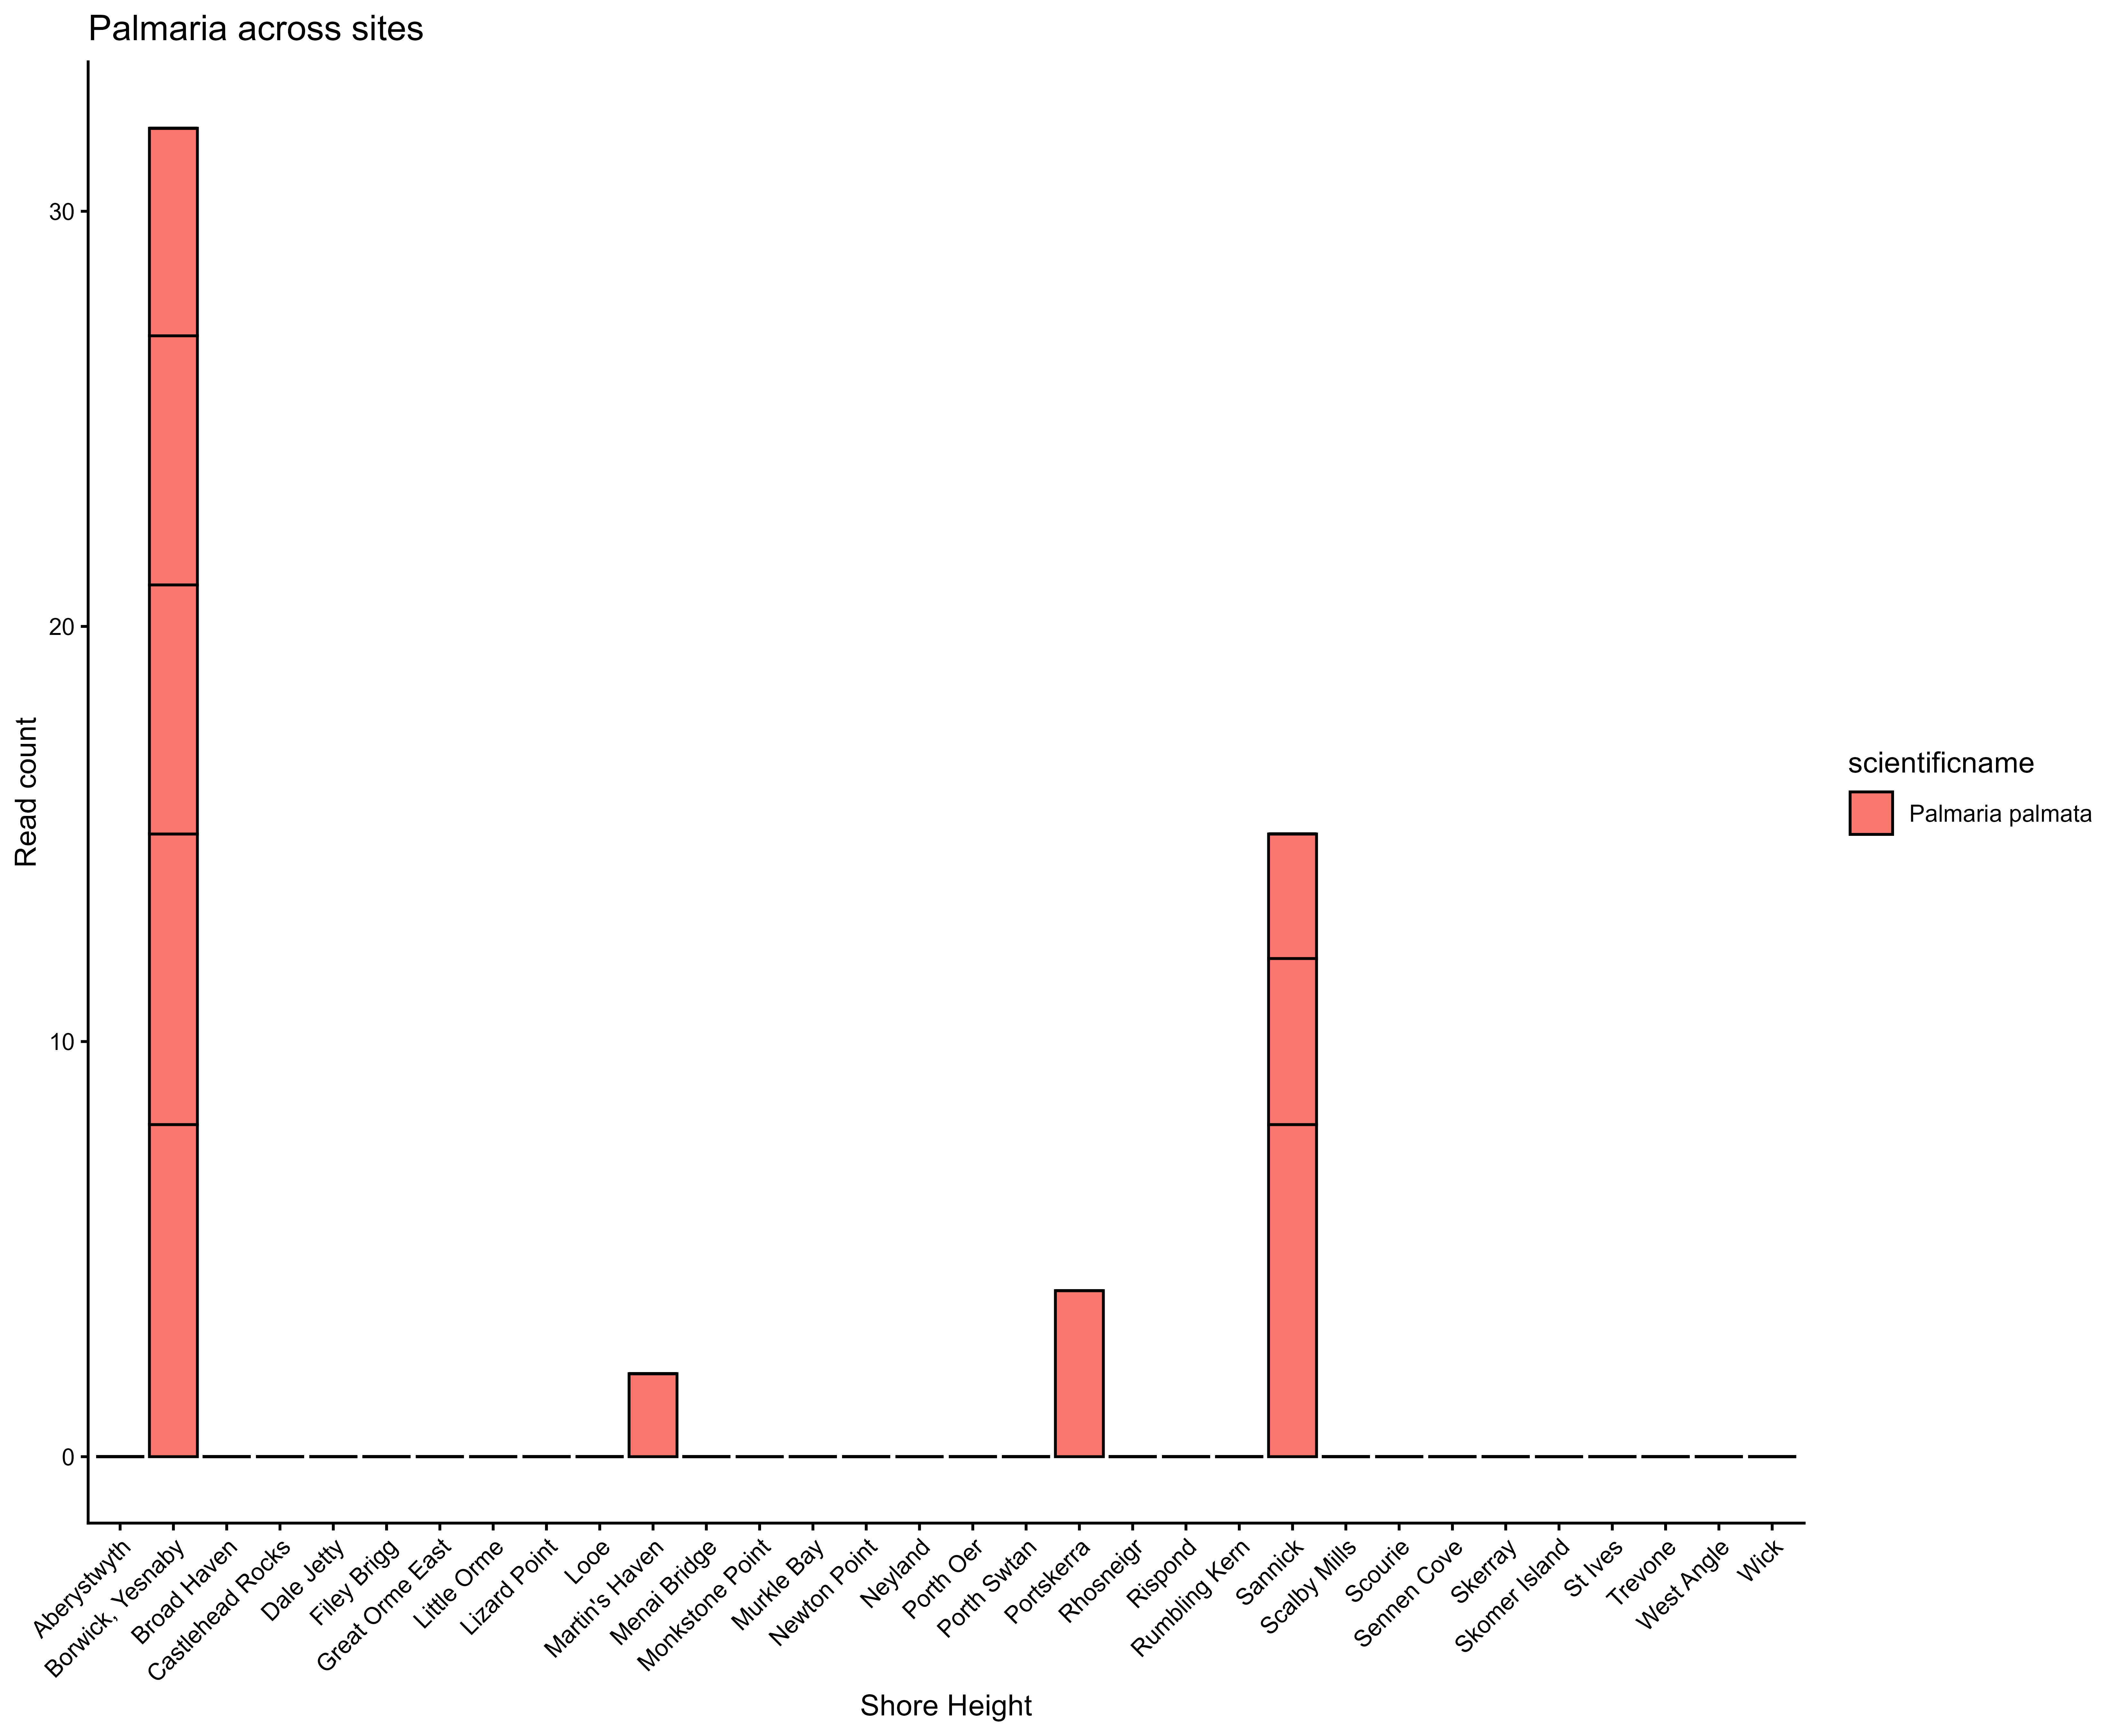 Palmaria across sites
Read count
30
20
10
0
Aberystwyth
Borwick, Yesnaby
Broad Haven
Castlehead Rocks
Dale Jetty
Filey Brigg
Great Orme East
Little Orme
Lizard Point
Looe
Martin's Haven
Menai Bridge
Monkstone Point
Murkle Bay
Newton Point
Neyland
Porth Oer
Porth Swtan
Portskerra
Rhosneigr
Rispond
Rumbling Kern
Sannick
Scalby Mills
Scourie
Sennen Cove
Skerray
Skomer Island
St Ives
Trevone
West Angle
Wick
Shore Height
scientificname
Palmaria palmata